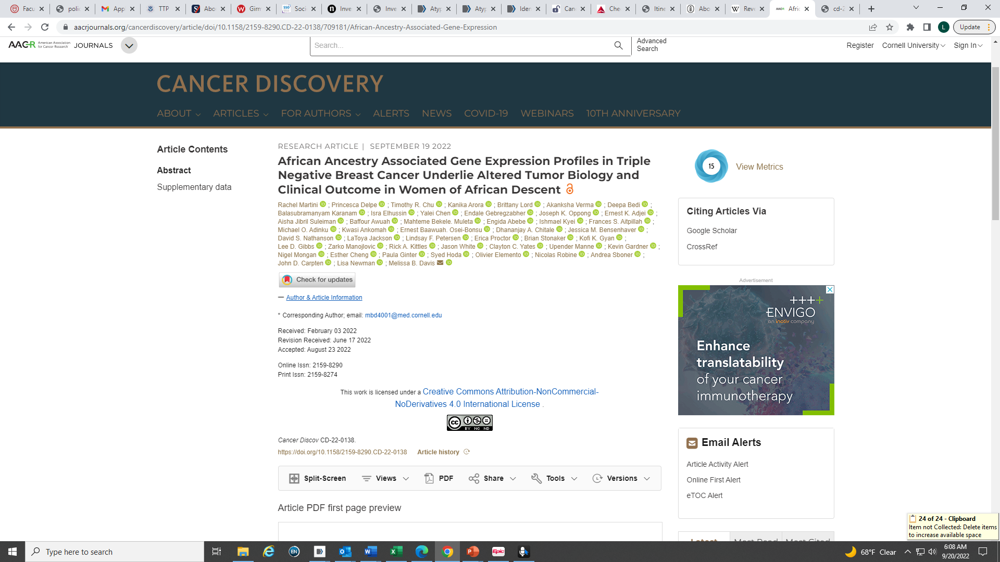 Facu
polic
App
TTP
Abo
Girn
Soci
Inve
Inve
Atyp
Atyp
Iden
Can
Che
Itine
Abo
Reve
Afric
cd-2
aacrjournals.org/cancerdiscovery/article/doi/10.1158/2159-8290.CD-22-0138/709181/African-Ancestry-Associated-Gene-Expression
L
Update
AACR American Association for Cancer Research JOURNALS
Search...
Advanced
Search
Register Cornell University Sign In
CANCER DISCOVERY
ABOUT ARTICLES FOR AUTHORS ALERTS NEWS COVID-19 WEBINARS 10TH ANNIVERSARY
Article Contents
Abstract
Supplementary data
RESEARCH ARTICLE | SEPTEMBER 19 2022
African Ancestry Associated Gene Expression Profiles in Triple
Negative Breast Cancer Underlie Altered Tumor Biology and
Clinical Outcome in Women of African Descent
Rachel Martini ; Princesca Delpe ; Timothy R. Chu ; Kanika Arora ; Brittany Lord ; Akanksha Verma ; Deepa Bedi ;
Balasubramanyam Karanam ; Isra Elhussin ; Yalei Chen ; Endale Gebregzabher ; Joseph K. Oppong ; Ernest K. Adjei ;
Aisha Jibril Suleiman ; Baffour Awuah ; Mahteme Bekele. Muleta ; Engida Abebe ; Ishmael Kyei ; Frances S. Aitpillah ;
Michael O. Adinku ; Kwasi Ankomah ; Ernest Baawuah. Osei-Bonsu ; Dhananjay A. Chitale ; Jessica M. Bensenhaver ;
David S. Nathanson ; LaToya Jackson ; Lindsay F. Petersen ; Erica Proctor ; Brian Stonaker ; Kofi K. Gyan ;
Lee D. Gibbs ; Zarko Manojlovic ; Rick A. Kittles ; Jason White ; Clayton C. Yates ; Upender Manne ; Kevin Gardner ;
Nigel Mongan ; Esther Cheng ; Paula Ginter ; Syed Hoda ; Olivier Elemento ; Nicolas Robine ; Andrea Sboner ;
John D. Carpten ; Lisa Newman ; Melissa B. Davis
Check for updates
— Author & Article Information
* Corresponding Author; email: mbd4001@med.cornell.edu
Received: February 03 2022
Revision Received: June 17 2022
Accepted: August 23 2022
Online Issn: 2159-8290
Print Issn: 2159-8274
This work is licensed under a Creative Commons Attribution-NonCommercial-
NoDerivatives 4.0 International License .
cc BY NC ND
Cancer Discov CD-22-0138.
https://doi.org/10.1158/2159-8290.CD-22-0138 Article history
Split-Screen Views PDF Share Tools Versions
Article PDF first page preview
15 View Metrics
Citing Articles Via
Google Scholar
CrossRef
Advertisement
++++
ENVIGO
an inotiv company
Enhance
translatability
of your cancer
immunotherapy
Email Alerts
Article Activity Alert
Online First Alert
eTOC Alert
Latest Most Read Most Cited
24 of 24 - Clipboard
Item not Collected: Delete items
to increase available space
Type here to search
EN
Epic
68°F Clear
6:08 AM
9/20/2022